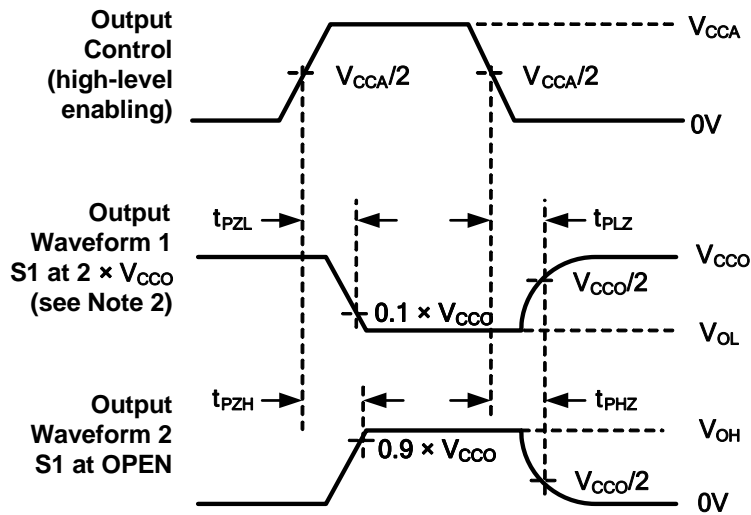 Output
Control
(high-level
enabling)
V_CCA
V_CCA/2
V_CCA/2
0V
Output
Waveform 1
S1 at 2 × V_CCO
(see Note 2)
t_PZL
t_PLZ
V_CCO
V_CCO/2
0.1 × V_CCO
V_OL
Output
Waveform 2
S1 at OPEN
t_PZH
t_PHZ
V_OH
0.9 × V_CCO
V_CCO/2
0V